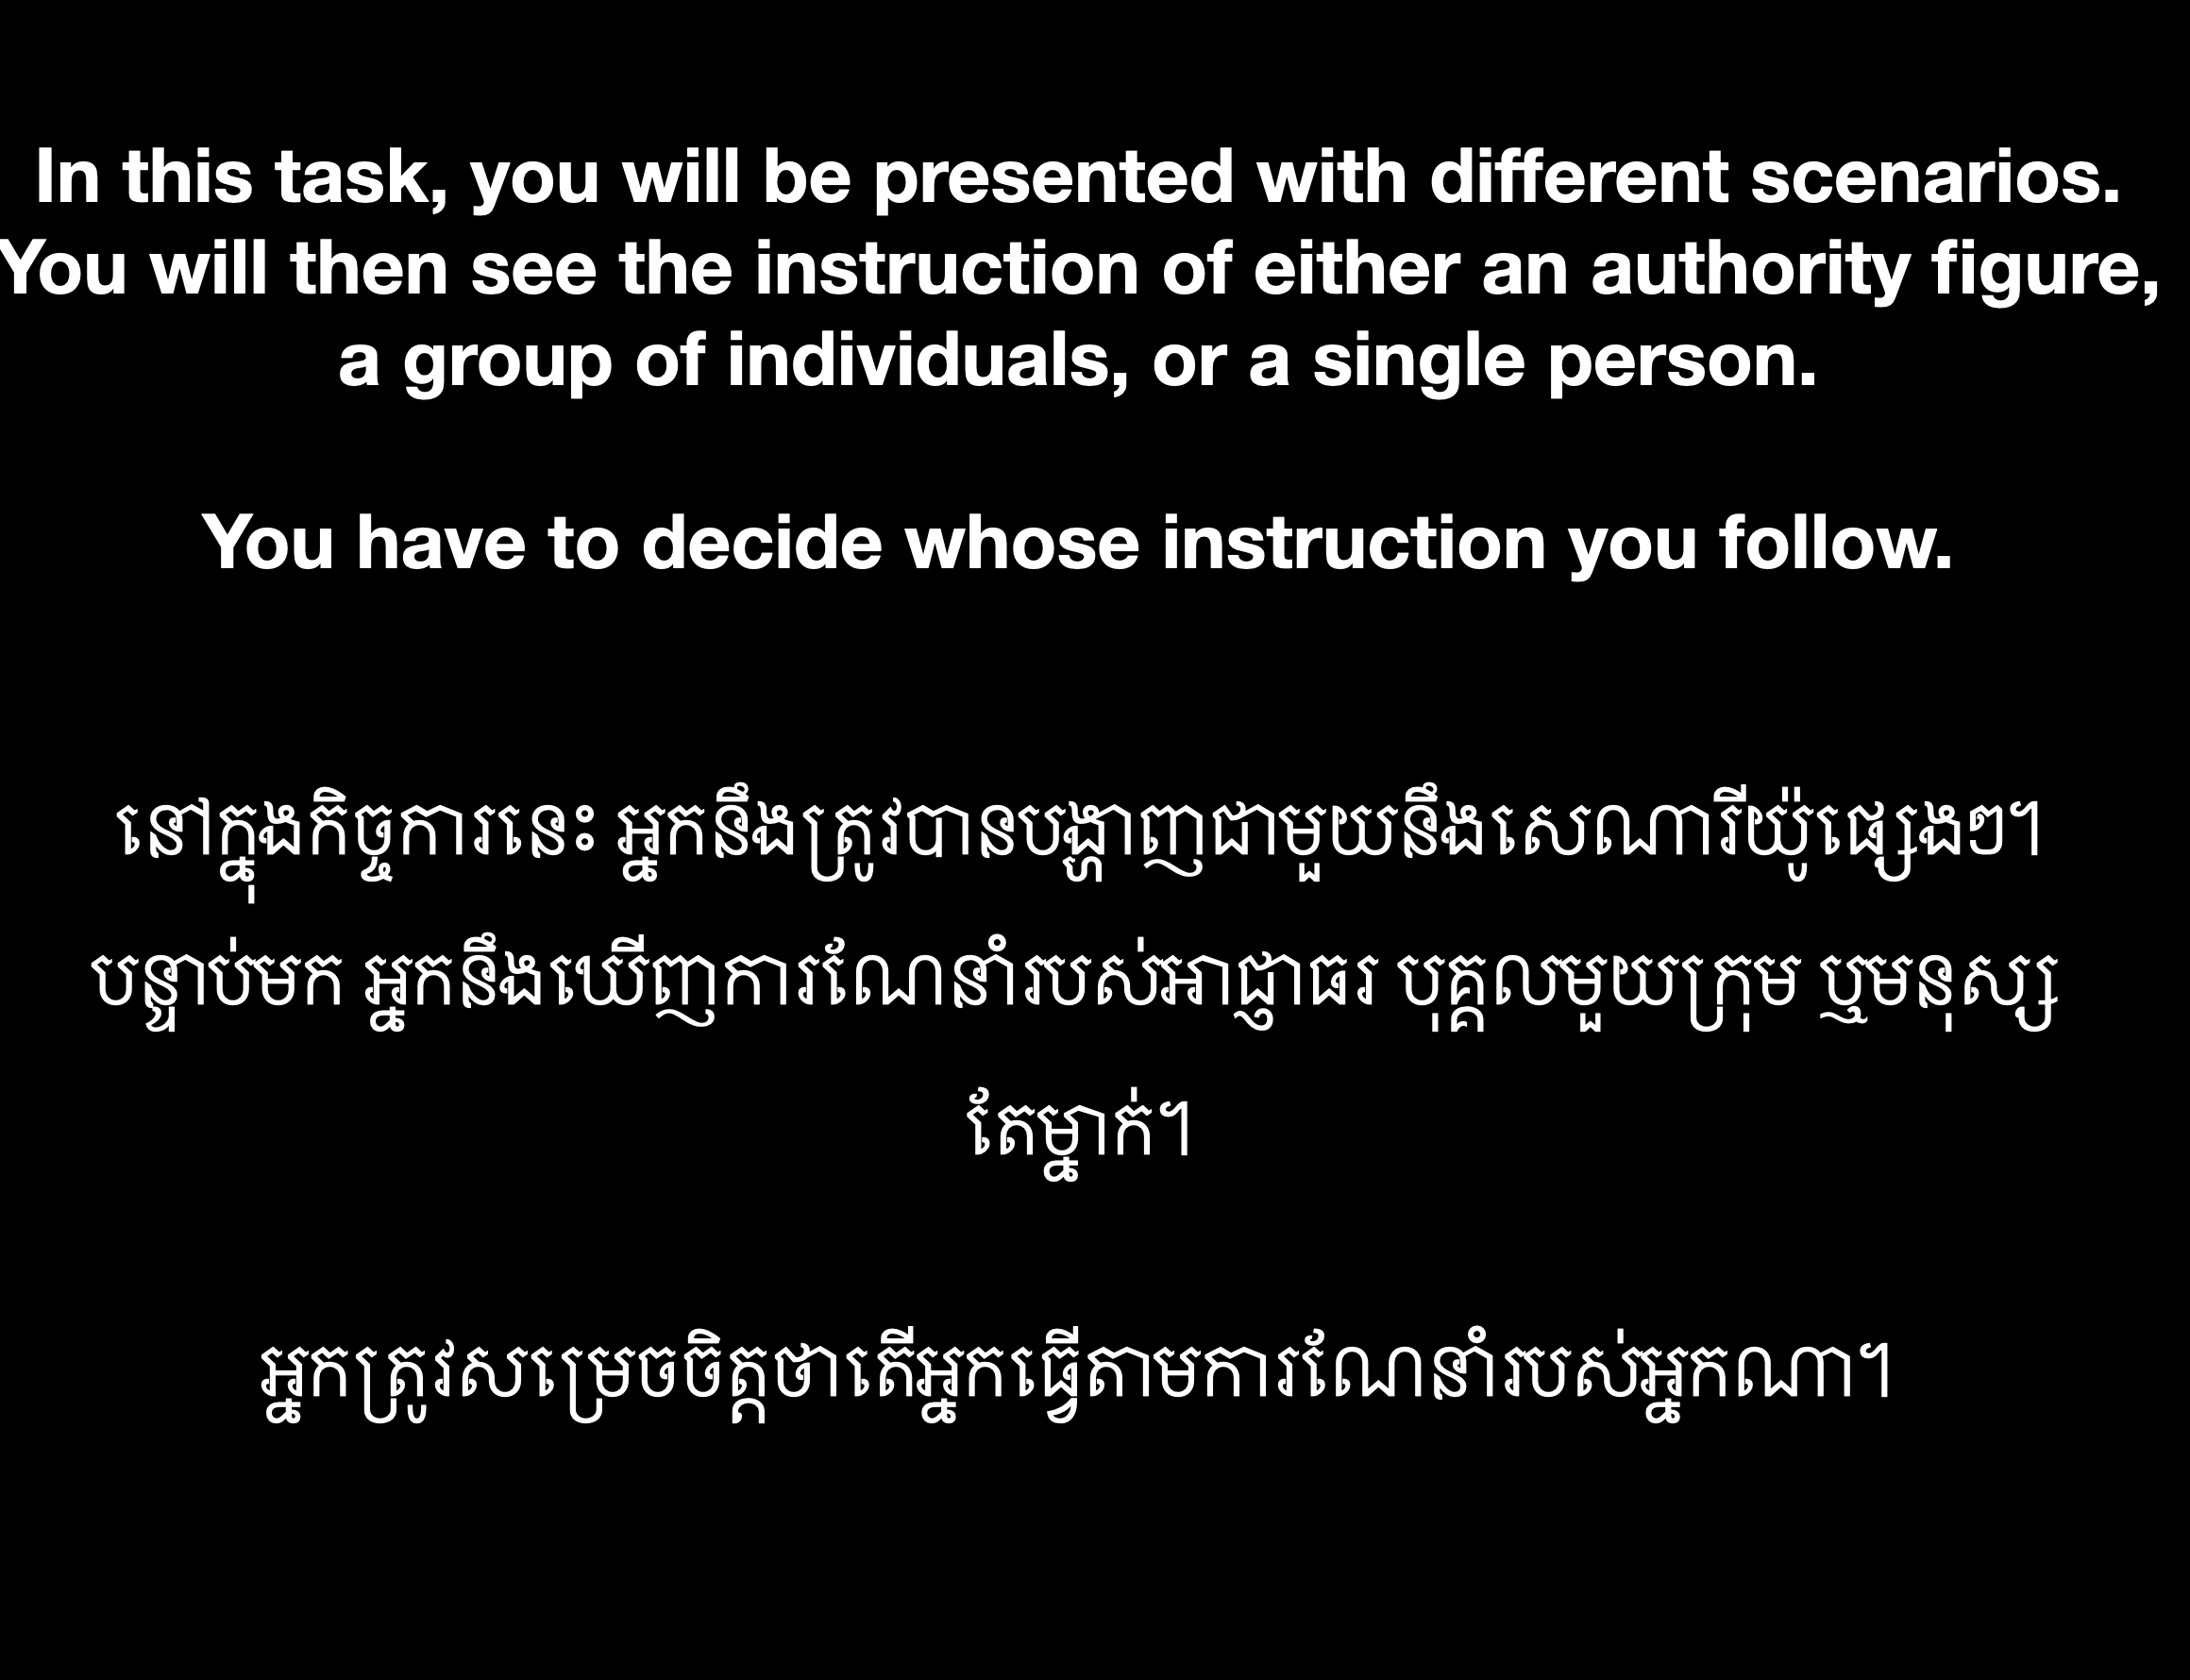 In this task, you will be presented with different scenarios.
You will then see the instruction of either an authority figure,
a group of individuals, or a single person.
You have to decide whose instruction you follow.
នៅក្នុងកិច្ចការនេះ អ្នកនឹងត្រូវបានបង្ហាញជាមួយនឹងសេណារីយ៉ូផ្សេងៗ។
បន្ទាប់មក អ្នកនឹងឃើញការណែនាំរបស់អាជ្ញាធរ បុគ្គលមួយក្រុម ឬមនុស្ស
តែម្នាក់។
អ្នកត្រូវសម្រេចចិត្តថាតើអ្នកធ្វើតាមការណែនាំរបស់អ្នកណា។